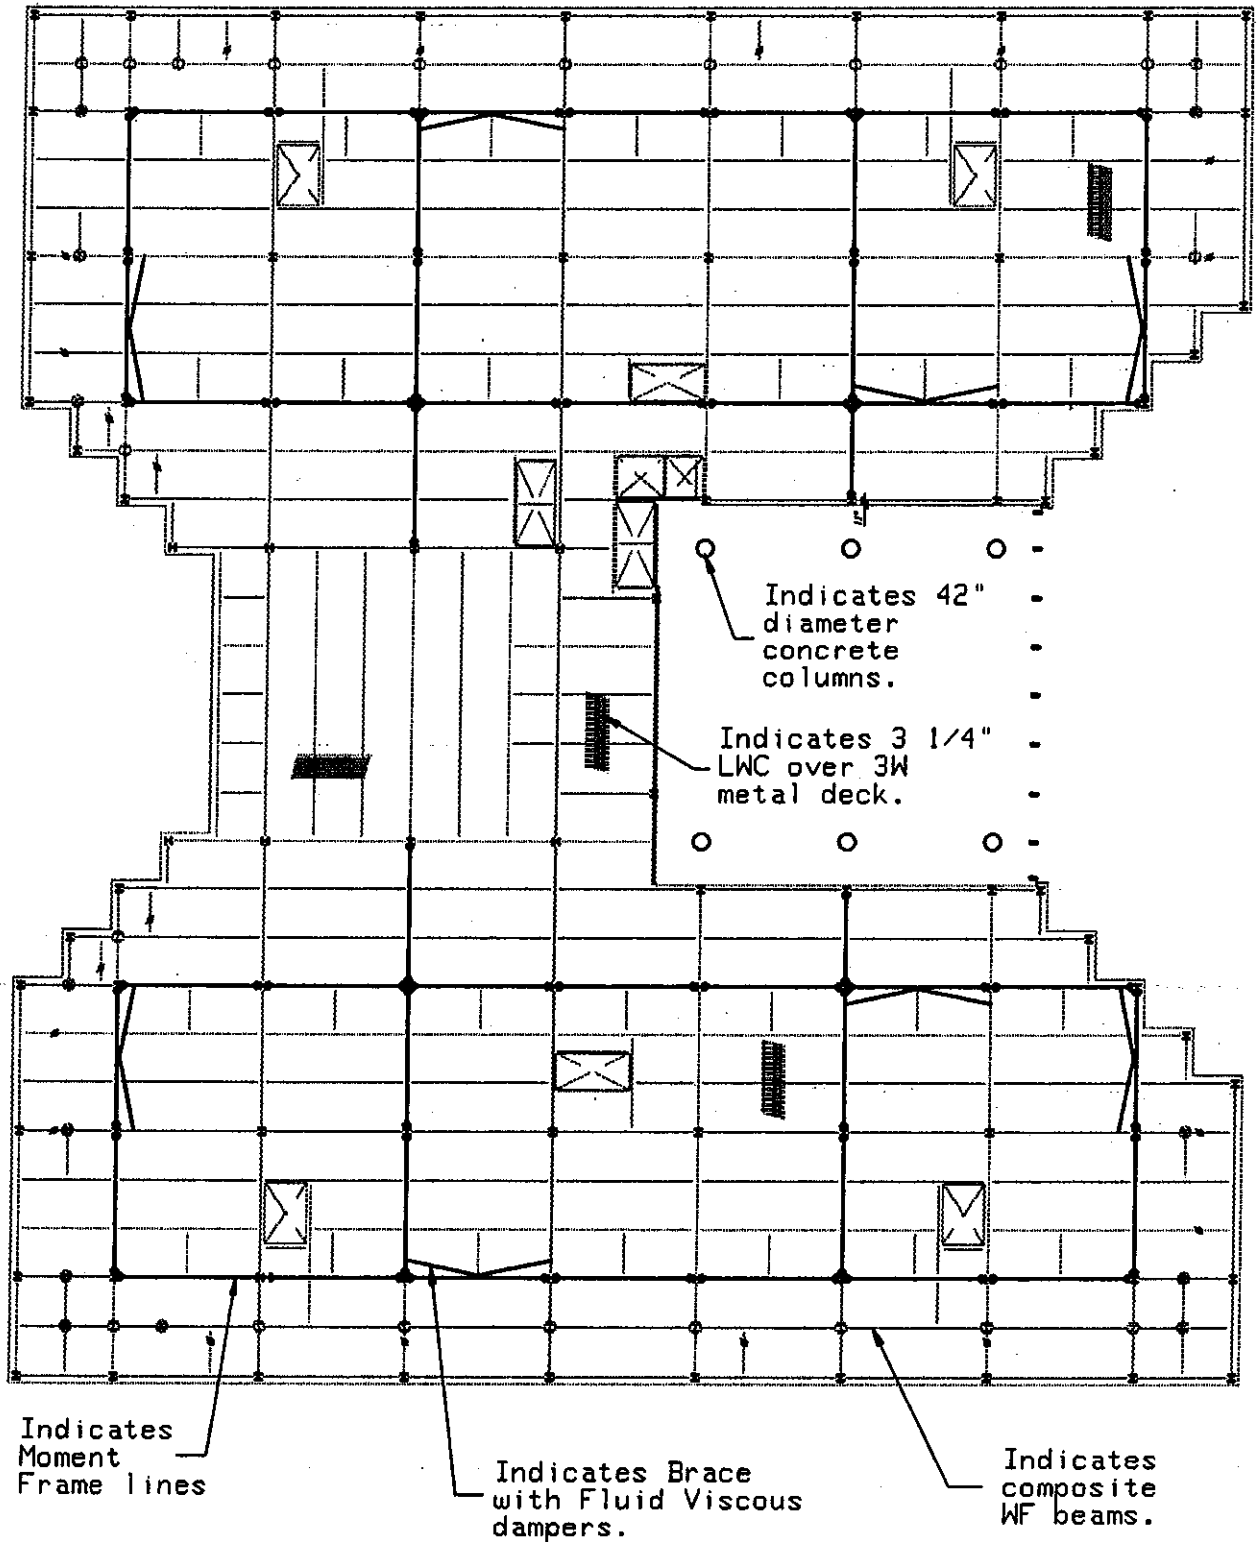 Indicates 42"
diameter
concrete
columns.
Indicates 3 1/4"
LWC over 3W
metal deck.
Indicates
Moment
Frame lines
Indicates Brace
with Fluid Viscous
dampers.
Indicates
composite
WF beams.